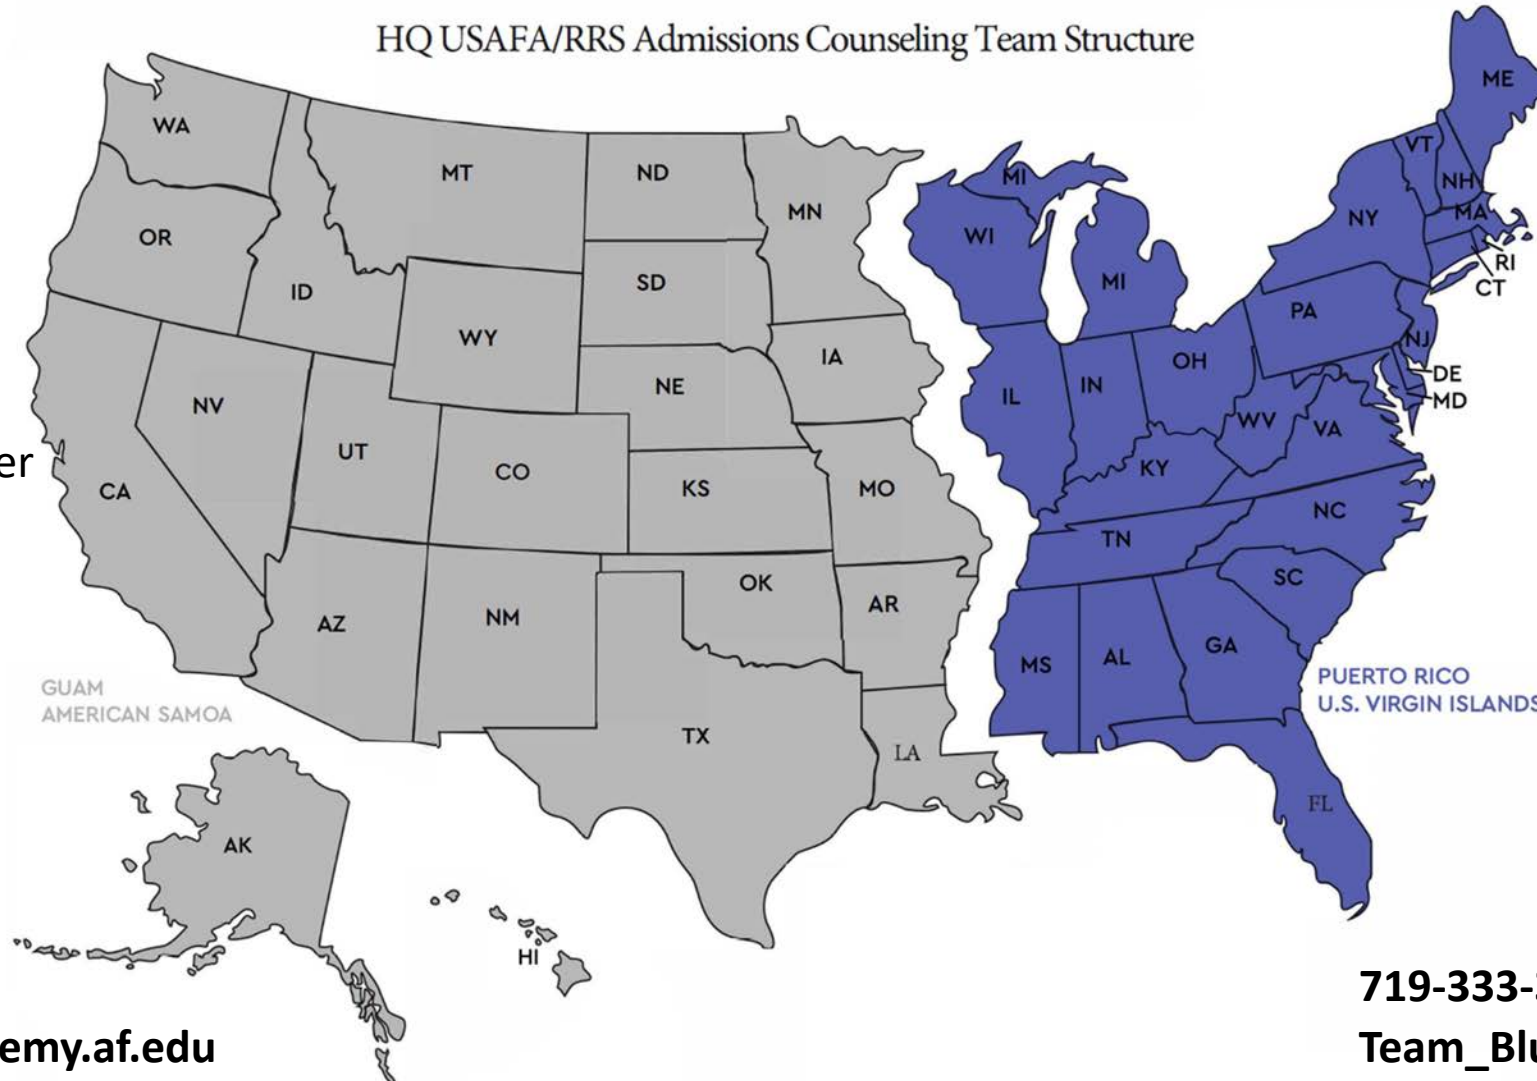 HQ USAFA/RRS Admissions Counseling Team Structure
ME
WA
VT
MT
ND
MI
NH
MN
MA
NY
OR
WI
RI
ID
SD
MI
CT
PA
WY
NJ
IA
OH
DE
NE
IN
IL
MD
NV
WV
VA
UT
er
CO
KY
CA
KS
MO
NC
TN
OK
SC
AR
NM
AZ
GA
MS
AL
PUERTO RICO
U.S. VIRGIN ISLANDS
GUAM
AMERICAN SAMOA
TX
LA
FL
AK
HI
719-333-
emy.af.edu
Team_Blu